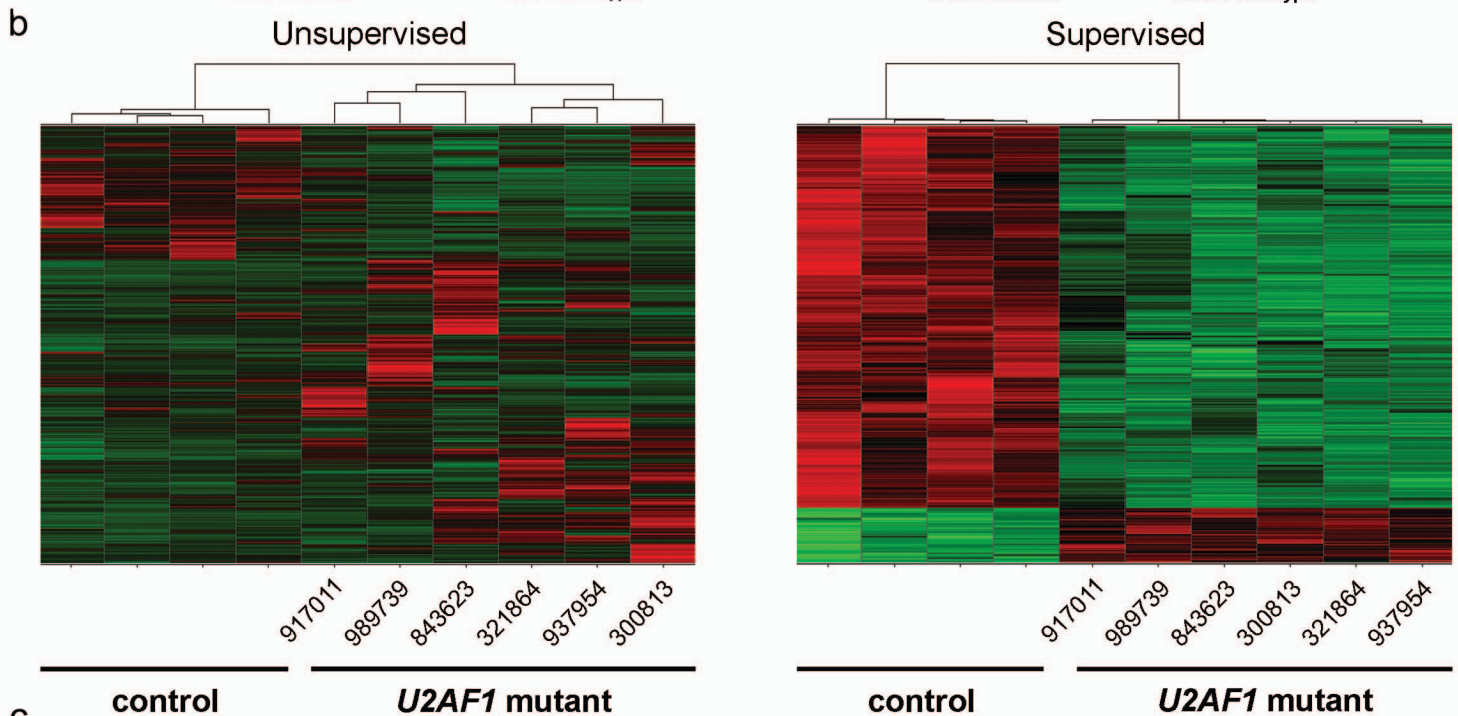 b
Unsupervised
Supervised
917011
989739
843623
321864
937954
300813
917011
989739
843623
300813
321864
937954
control
U2AF1 mutant
control
U2AF1 mutant